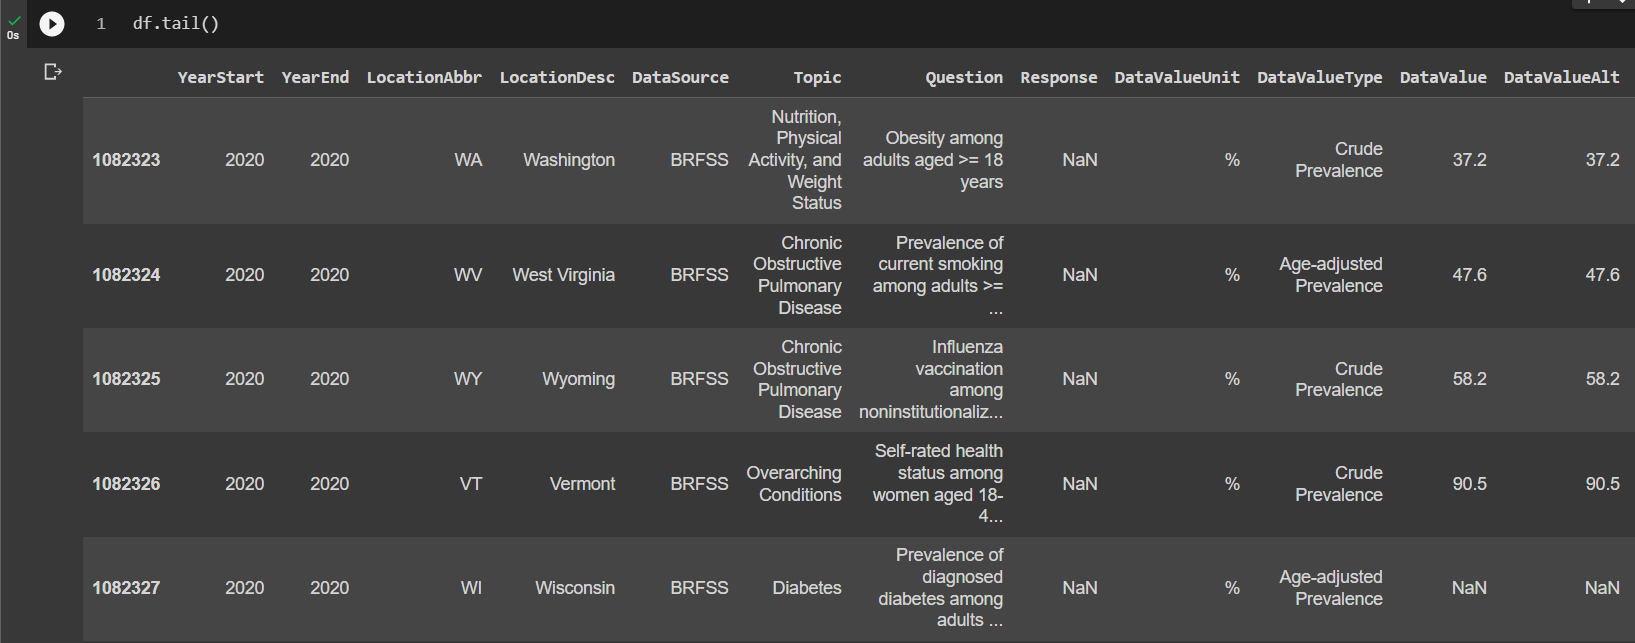 1 df.tail()
0s
YearStart YearEnd LocationAbbr LocationDesc DataSource Topic Question Response DataValueUnit DataValueType DataValue DataValueAlt
1082323 2020 2020 WA Washington BRFSS Nutrition, Physical Activity, and Weight Status Obesity among adults aged >= 18 years NaN % Crude Prevalence 37.2 37.2
1082324 2020 2020 WV West Virginia BRFSS Chronic Obstructive Pulmonary Disease Prevalence of current smoking among adults >= ... NaN % Age-adjusted Prevalence 47.6 47.6
1082325 2020 2020 WY Wyoming BRFSS Chronic Obstructive Pulmonary Disease Influenza vaccination among noninstitutionaliz... NaN % Crude Prevalence 58.2 58.2
1082326 2020 2020 VT Vermont BRFSS Overarching Conditions Self-rated health status among women aged 18-4... NaN % Crude Prevalence 90.5 90.5
1082327 2020 2020 WI Wisconsin BRFSS Diabetes Prevalence of diagnosed diabetes among adults ... NaN % Age-adjusted Prevalence NaN NaN